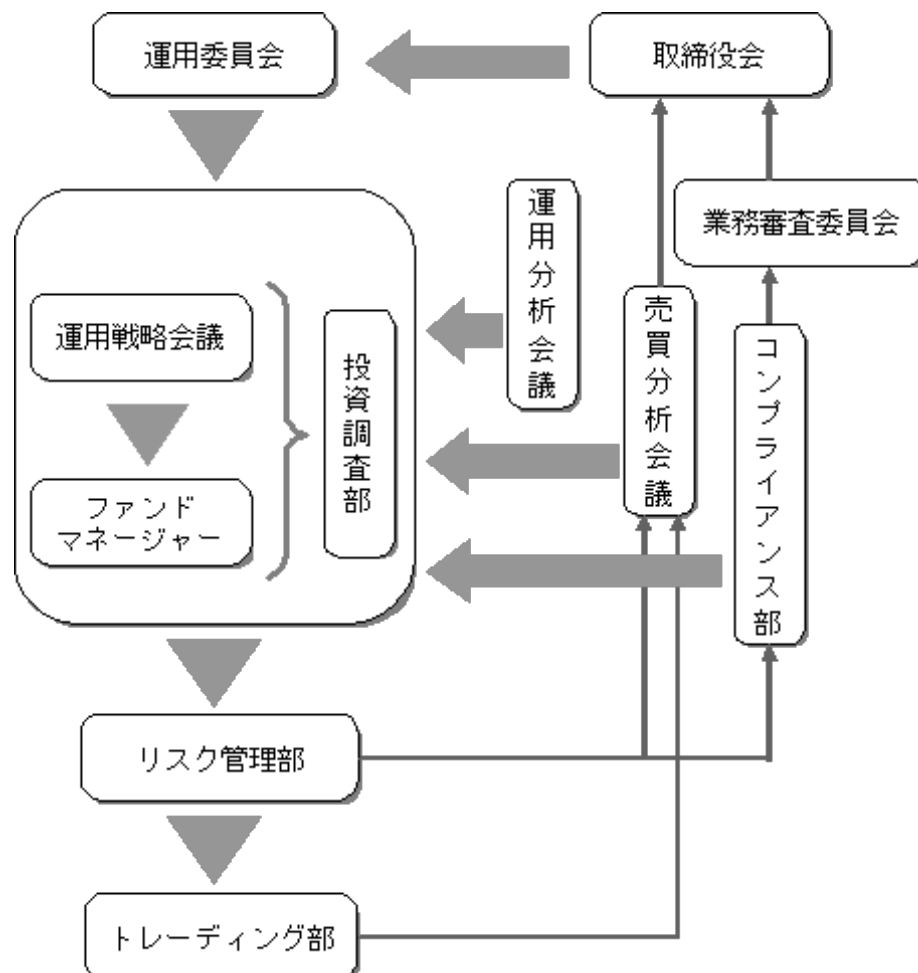 運用委員会
取締役会
運用分析会議
業務審査委員会
売買分析会議
コンプライアンス部
運用戦略会議
投資調査部
ファンド
マネージャー
リスク管理部
トレーディング部